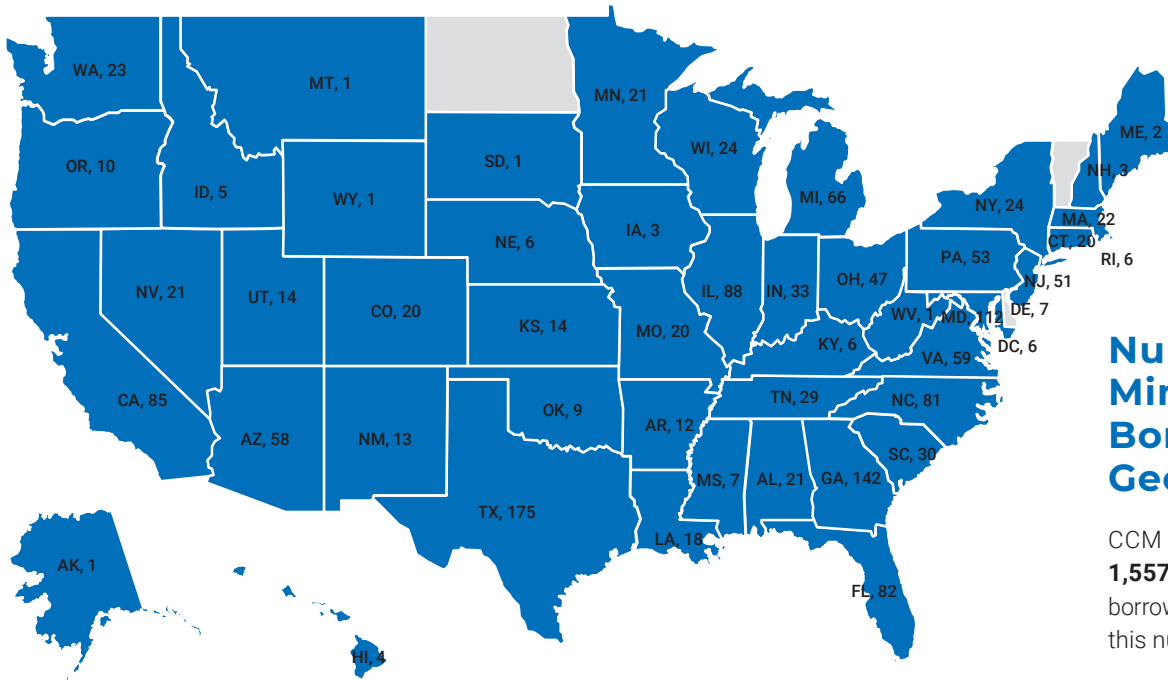 WA, 23
MT, 1
MN, 21
ME, 2
OR, 10
ID, 5
SD, 1
WI, 24
NH, 3
WY, 1
MI, 66
NY, 24
MA, 22
IA, 3
NE, 6
CT, 20
RI, 6
PA, 53
NV, 21
UT, 14
CO, 20
IL, 88
IN, 33
OH, 47
NJ, 51
KS, 14
MO, 20
WV, 1
MD, 112
DE, 7
KY, 6
DC, 6
VA, 59
CA, 85
TN, 29
NC, 81
AZ, 58
NM, 13
OK, 9
AR, 12
SC, 30
MS, 7
AL, 21
GA, 142
TX, 175
LA, 18
AK, 1
FL, 82
HI, 4
Nu
Min
Bor
Geo
CCM
1,557
borrow
this nu